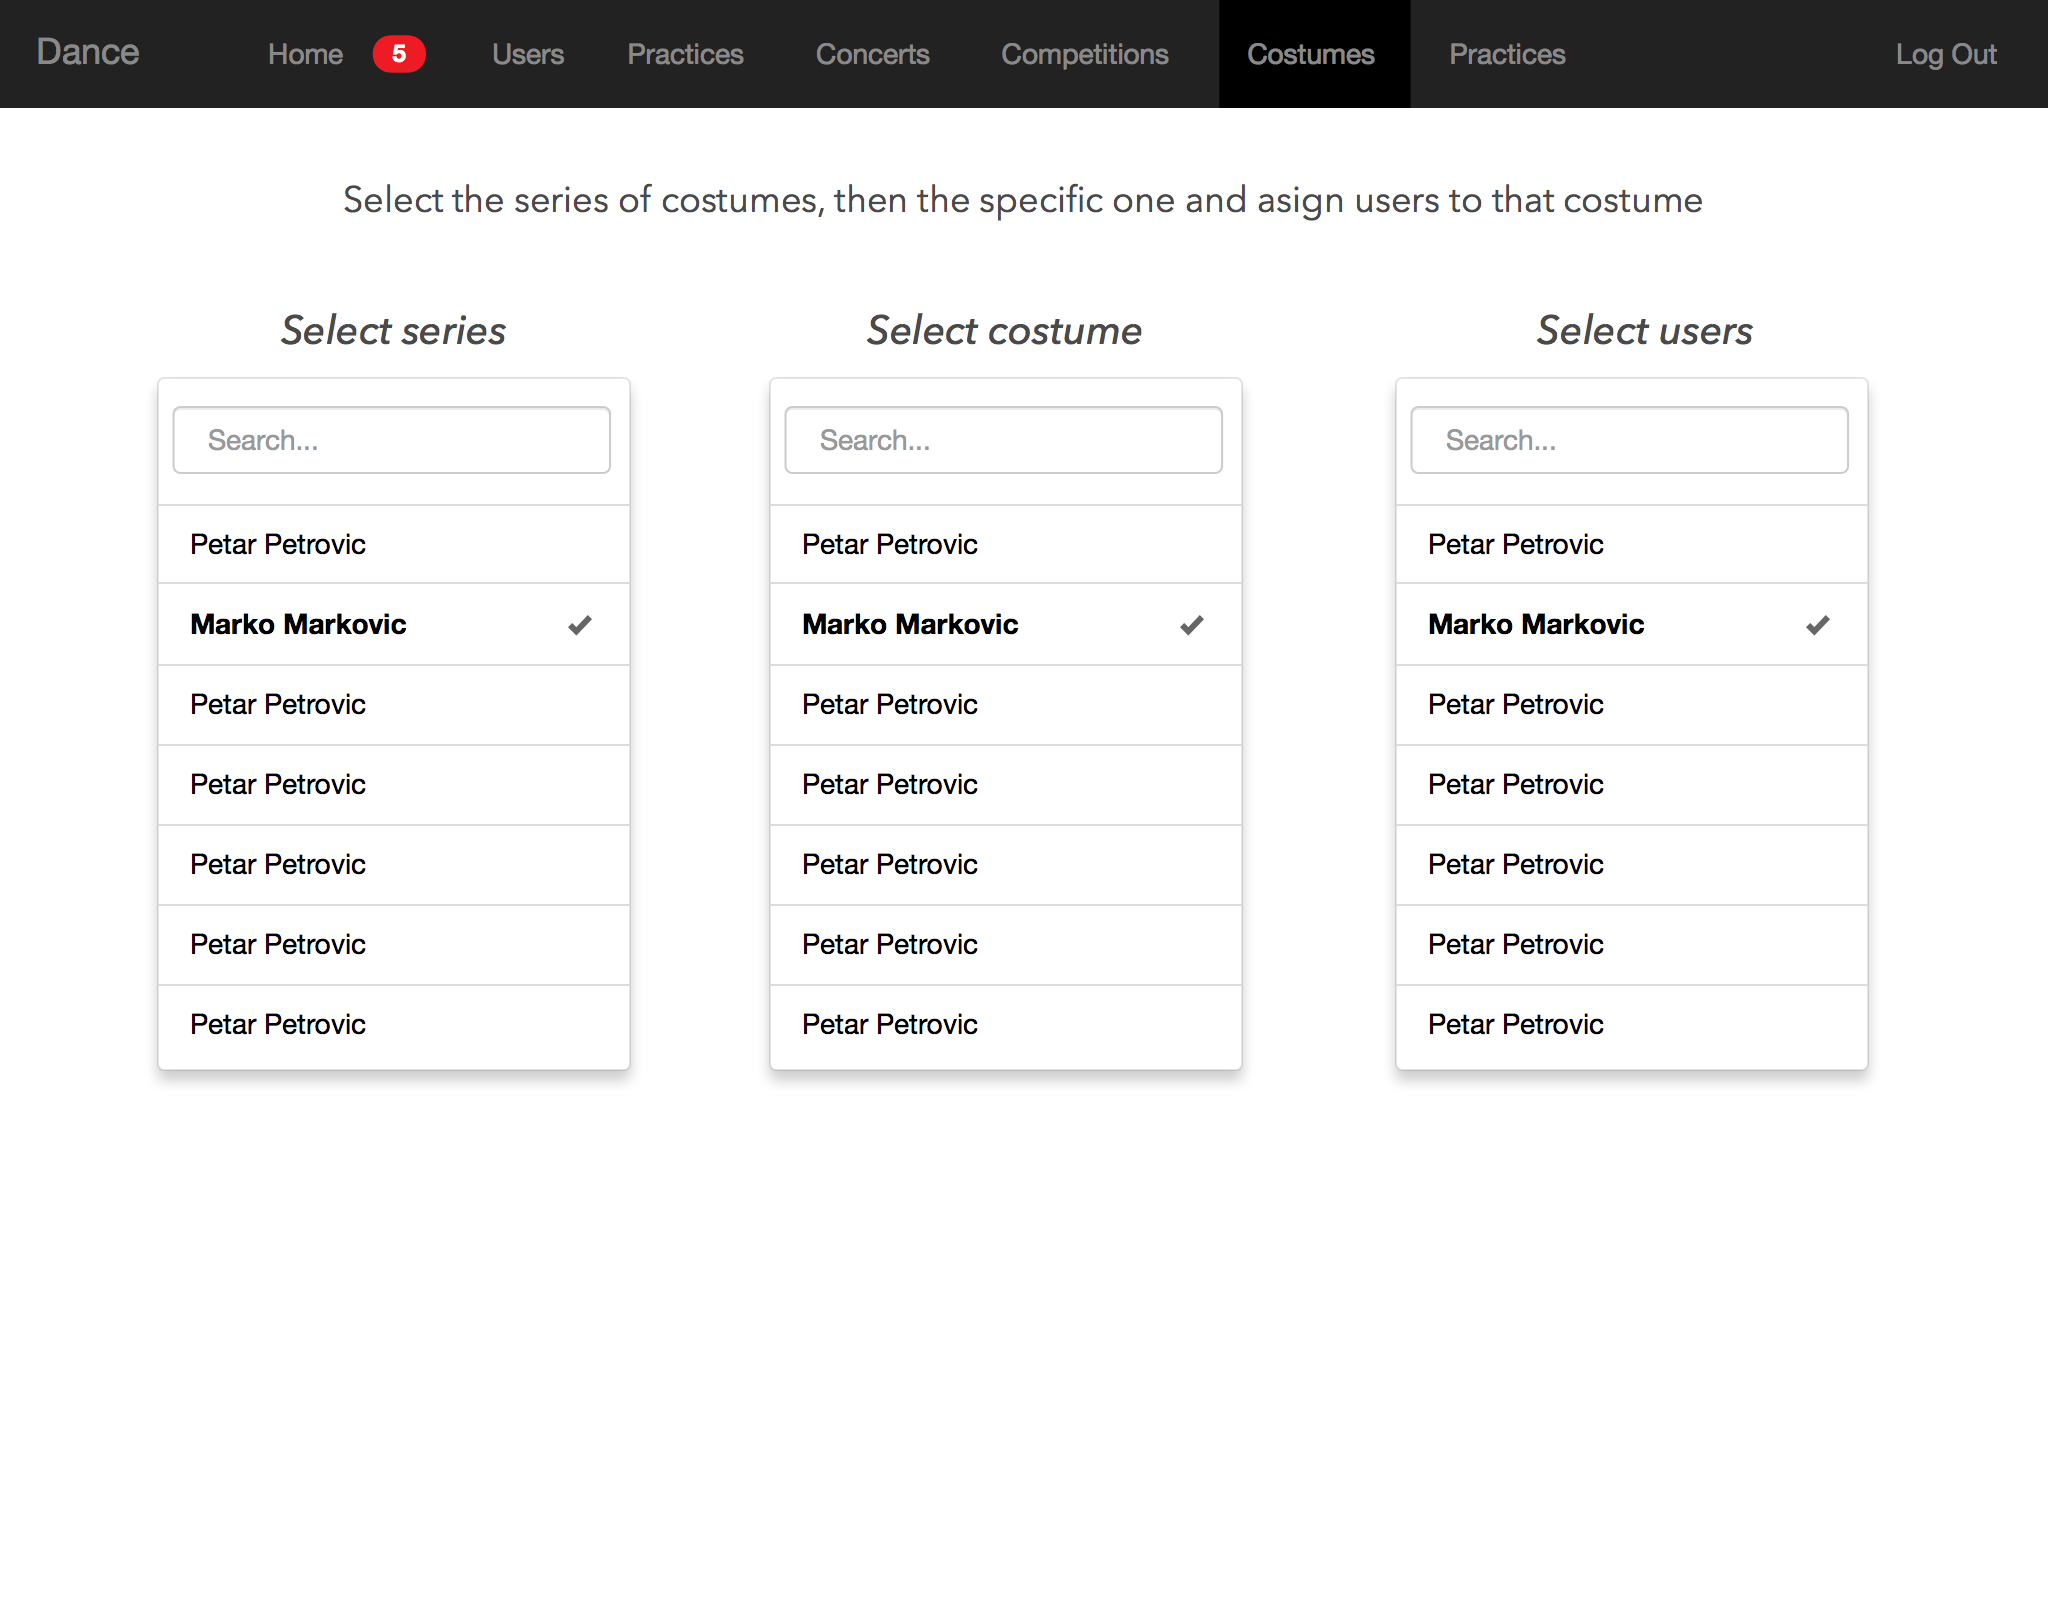 Dance Home 5 Users Practices Concerts Competitions Costumes Practices Log Out
Select the series of costumes, then the specific one and asign users to that costume
Select series
Search...
Petar Petrovic
Marko Markovic
Petar Petrovic
Petar Petrovic
Petar Petrovic
Petar Petrovic
Petar Petrovic
Select costume
Search...
Petar Petrovic
Marko Markovic
Petar Petrovic
Petar Petrovic
Petar Petrovic
Petar Petrovic
Petar Petrovic
Select users
Search...
Petar Petrovic
Marko Markovic
Petar Petrovic
Petar Petrovic
Petar Petrovic
Petar Petrovic
Petar Petrovic